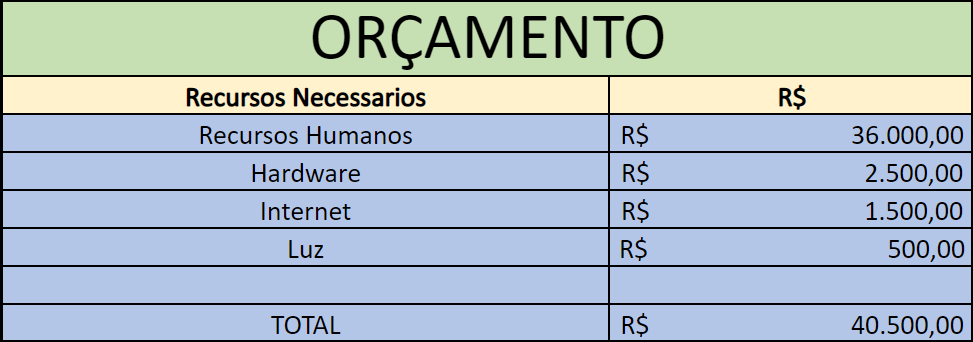 ORÇAMENTO
Recursos Necessarios R$
Recursos Humanos R$ 36.000,00
Hardware R$ 2.500,00
Internet R$ 1.500,00
Luz R$ 500,00
TOTAL R$ 40.500,00